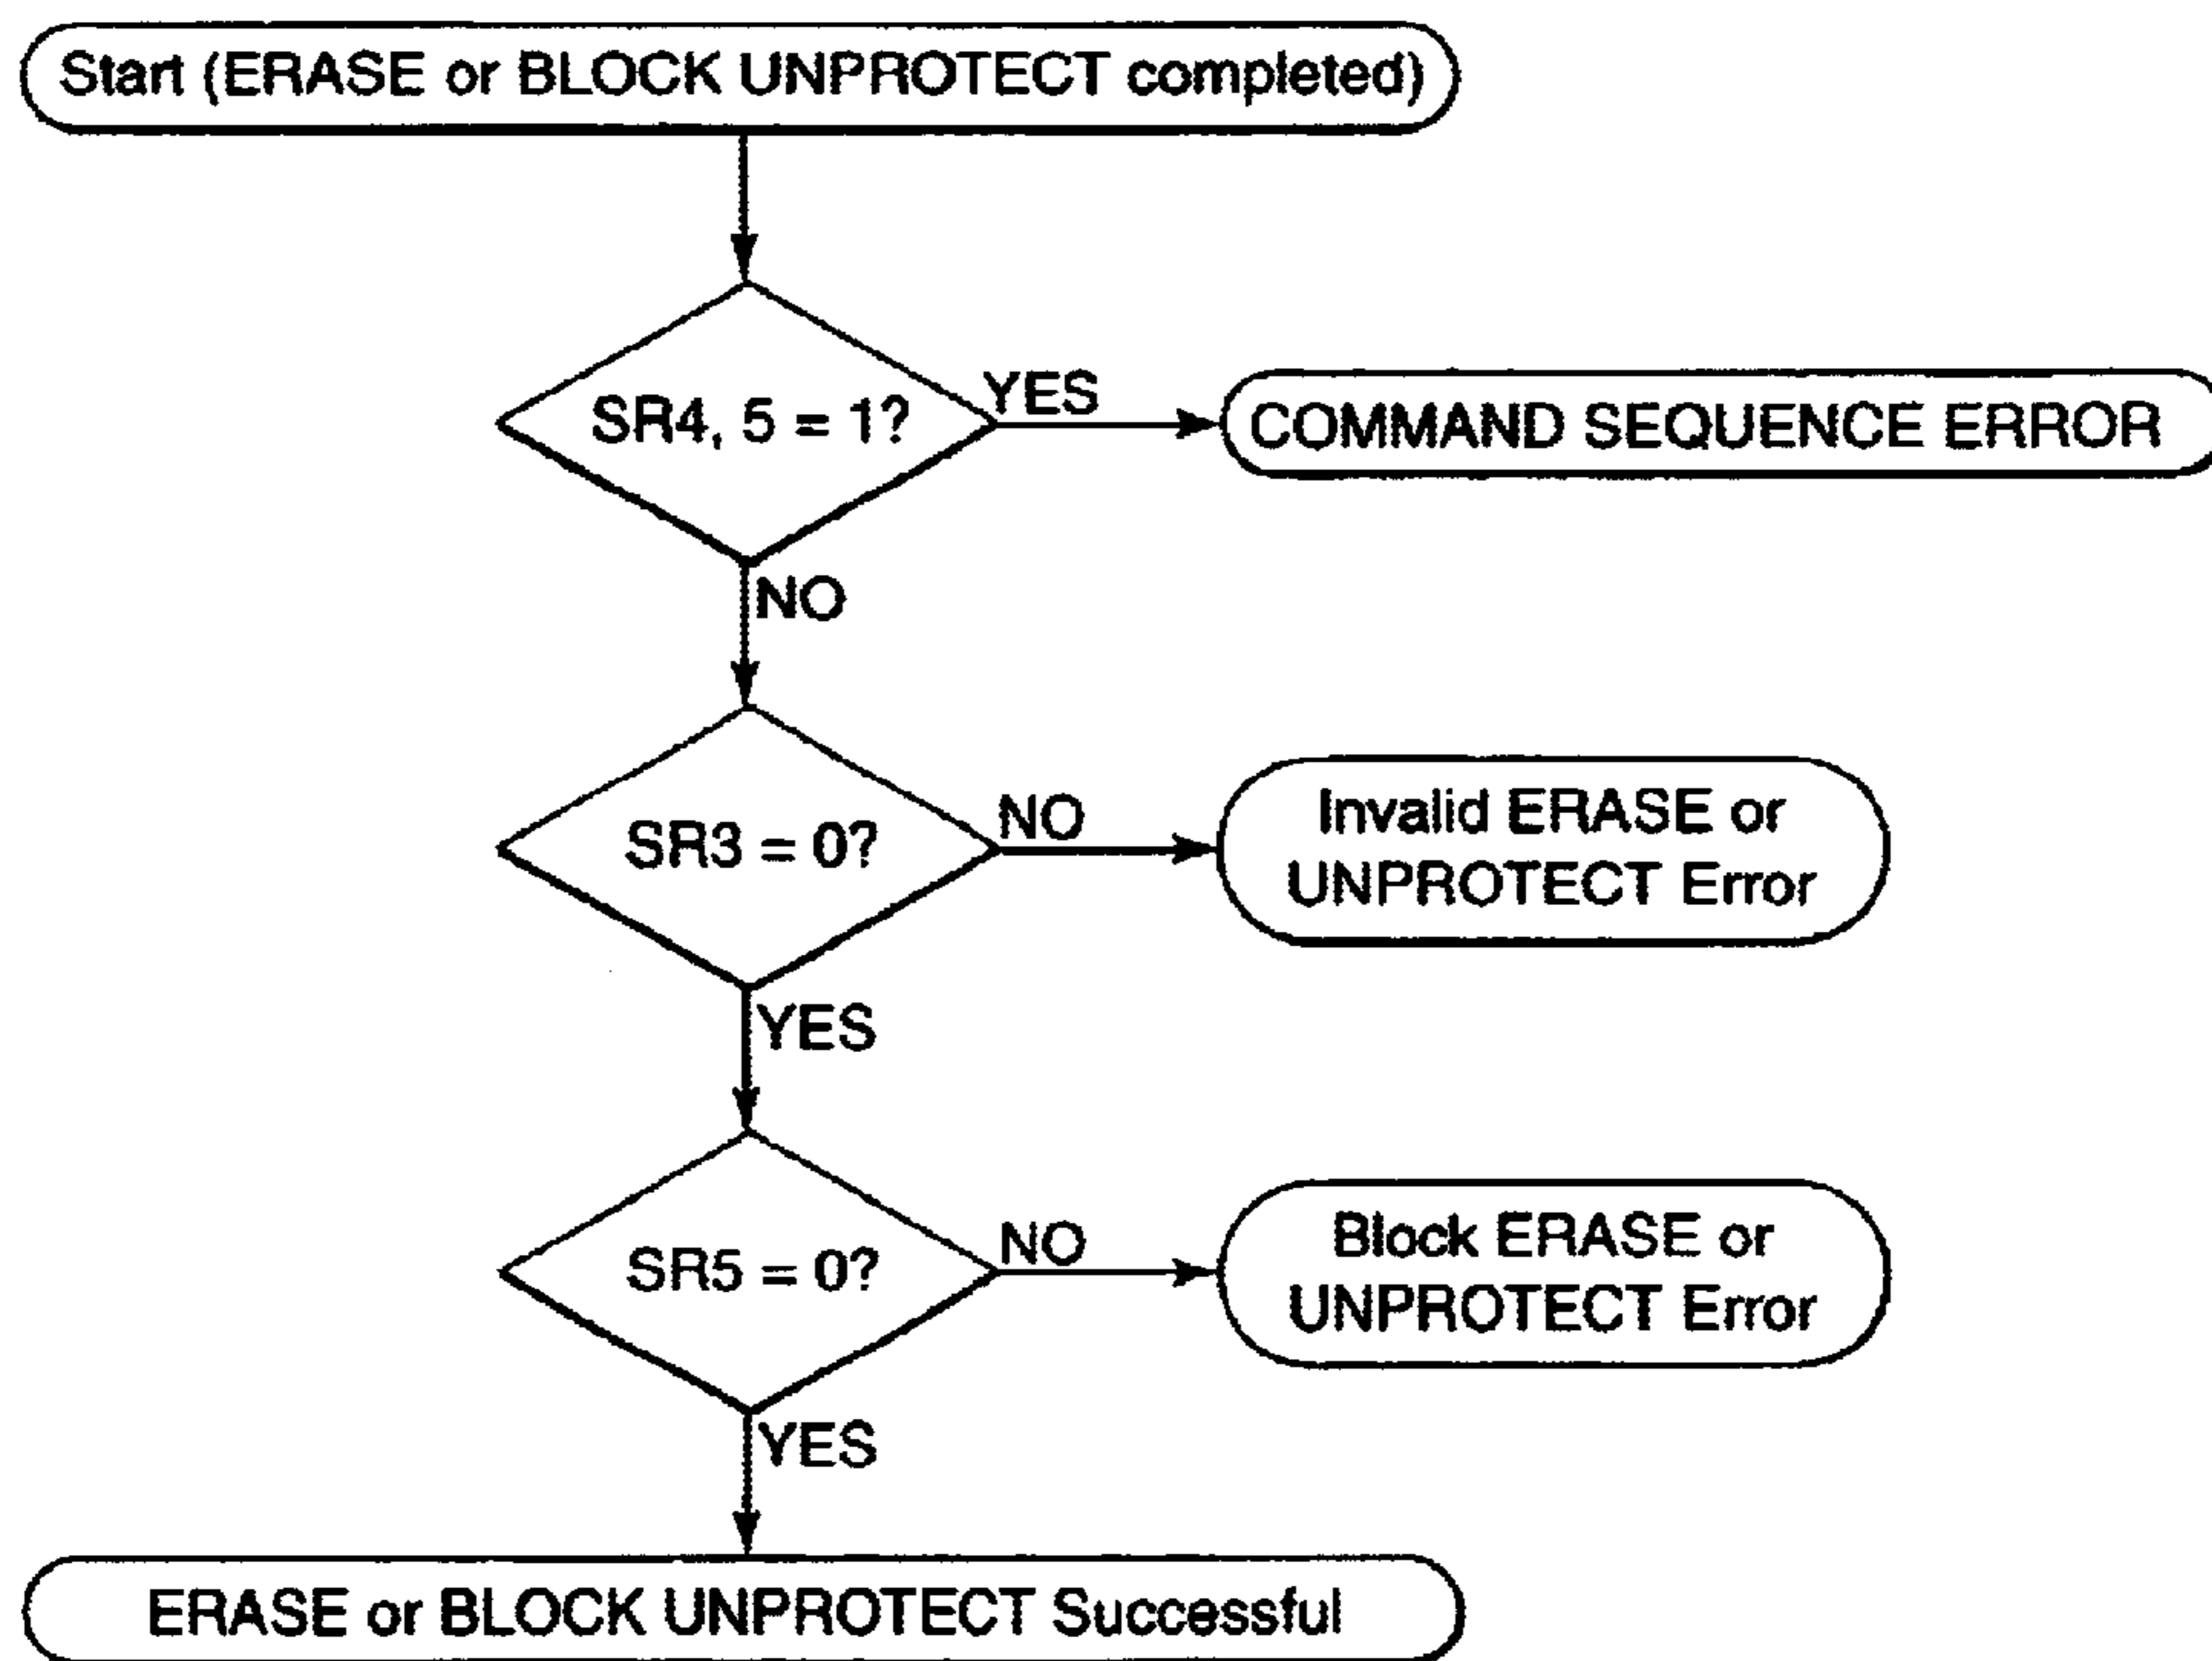 Start (ERASE or BLOCK UNPROTECT completed)
SR4, 5 = 1?
YES
COMMAND SEQUENCE ERROR
NO
SR3 = 0?
NO
Invalid ERASE or
UNPROTECT Error
YES
SR5 = 0?
NO
Block ERASE or
UNPROTECT Error
YES
ERASE or BLOCK UNPROTECT Successful